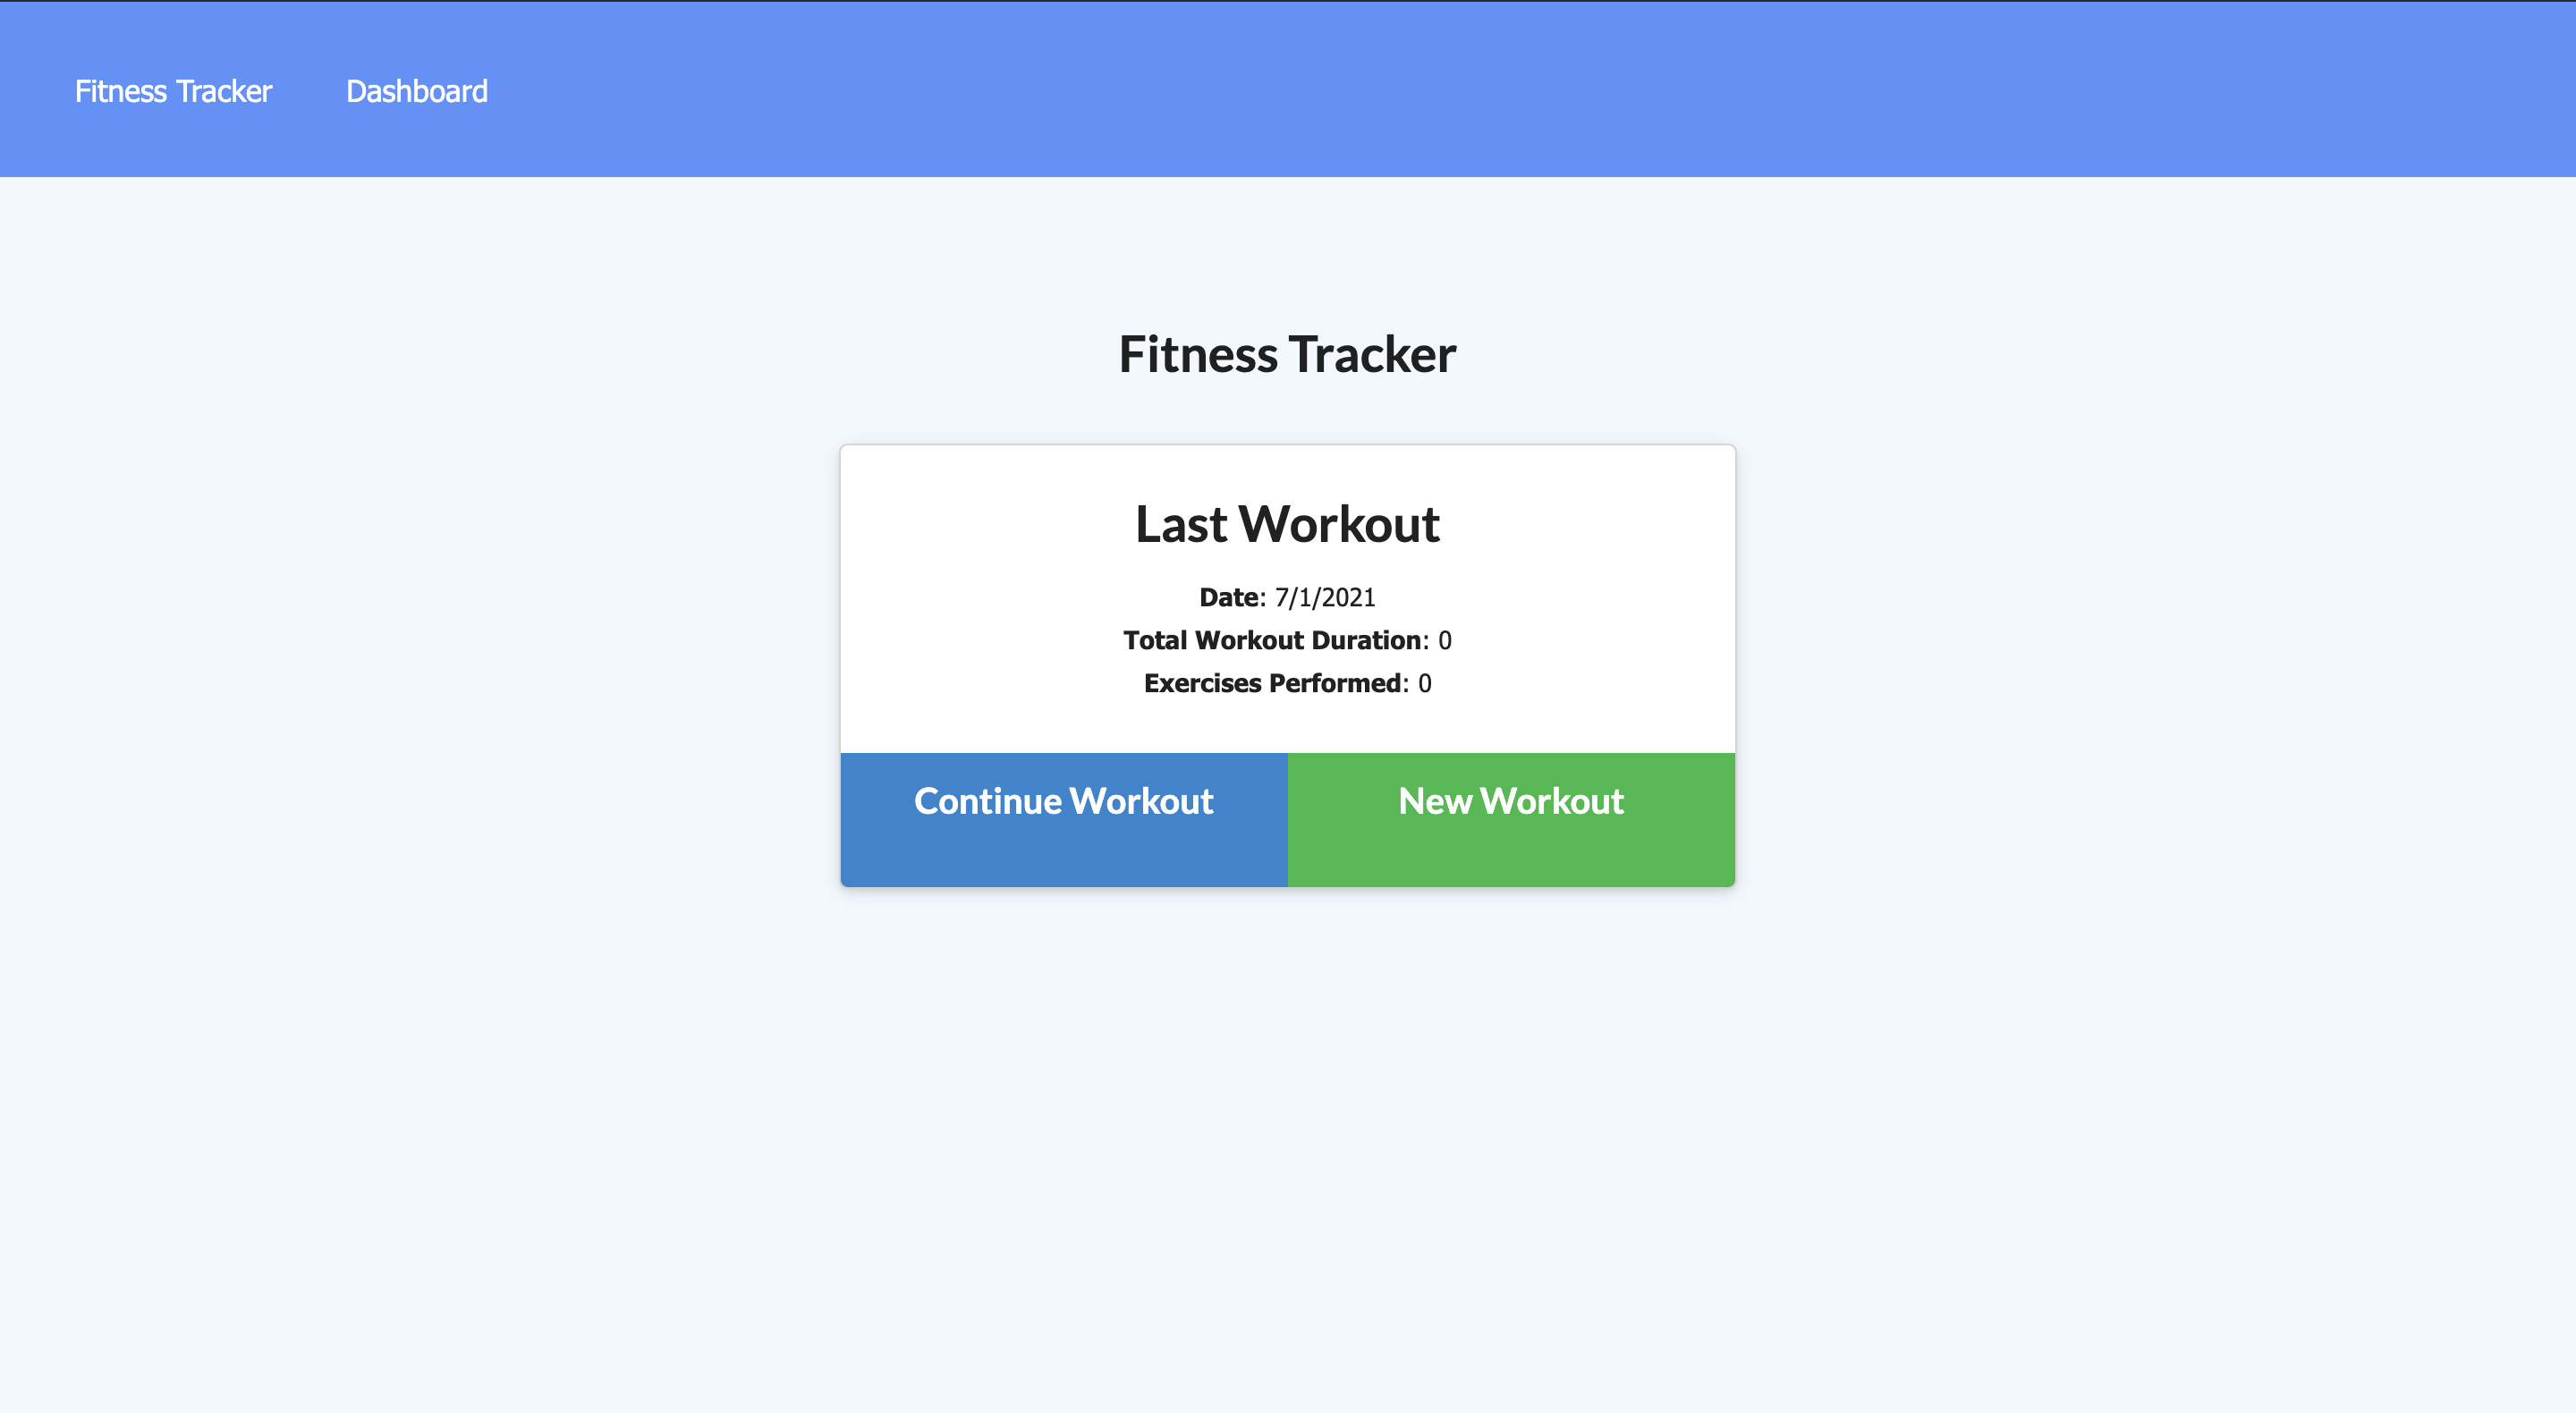 Fitness Tracker Dashboard
Fitness Tracker
Last Workout
Date: 7/1/2021
Total Workout Duration: 0
Exercises Performed: 0
Continue Workout New Workout